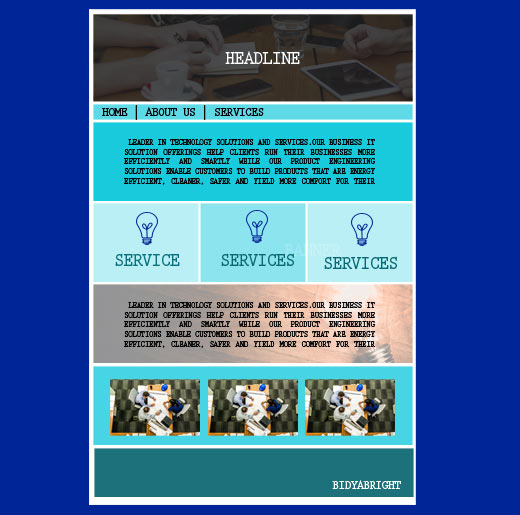 HEADLINE
HOME ABOUT US SERVICES
LEADER IN TECHNOLOGY SOLUTIONS AND SERVICES.OUR BUSINESS IT
SOLUTION OFFERINGS HELP CLIENTS RUN THEIR BUSINESSES MORE
EFFICIENTLY AND SMARTLY WHILE OUR PRODUCT ENGINEERING
SOLUTIONS ENABLE CUSTOMERS TO BUILD PRODUCTS THAT ARE ENERGY
EFFICIENT, CLEANER, SAFER AND YIELD MORE COMFORT FOR THEIR
BANNER
SERVICE SERVICES SERVICES
LEADER IN TECHNOLOGY SOLUTIONS AND SERVICES.OUR BUSINESS IT
SOLUTION OFFERINGS HELP CLIENTS RUN THEIR BUSINESSES MORE
EFFICIENTLY AND SMARTLY WHILE OUR PRODUCT ENGINEERING
SOLUTIONS ENABLE CUSTOMERS TO BUILD PRODUCTS THAT ARE ENERGY
EFFICIENT, CLEANER, SAFER AND YIELD MORE COMFORT FOR THEIR
BIDYABRIGHT